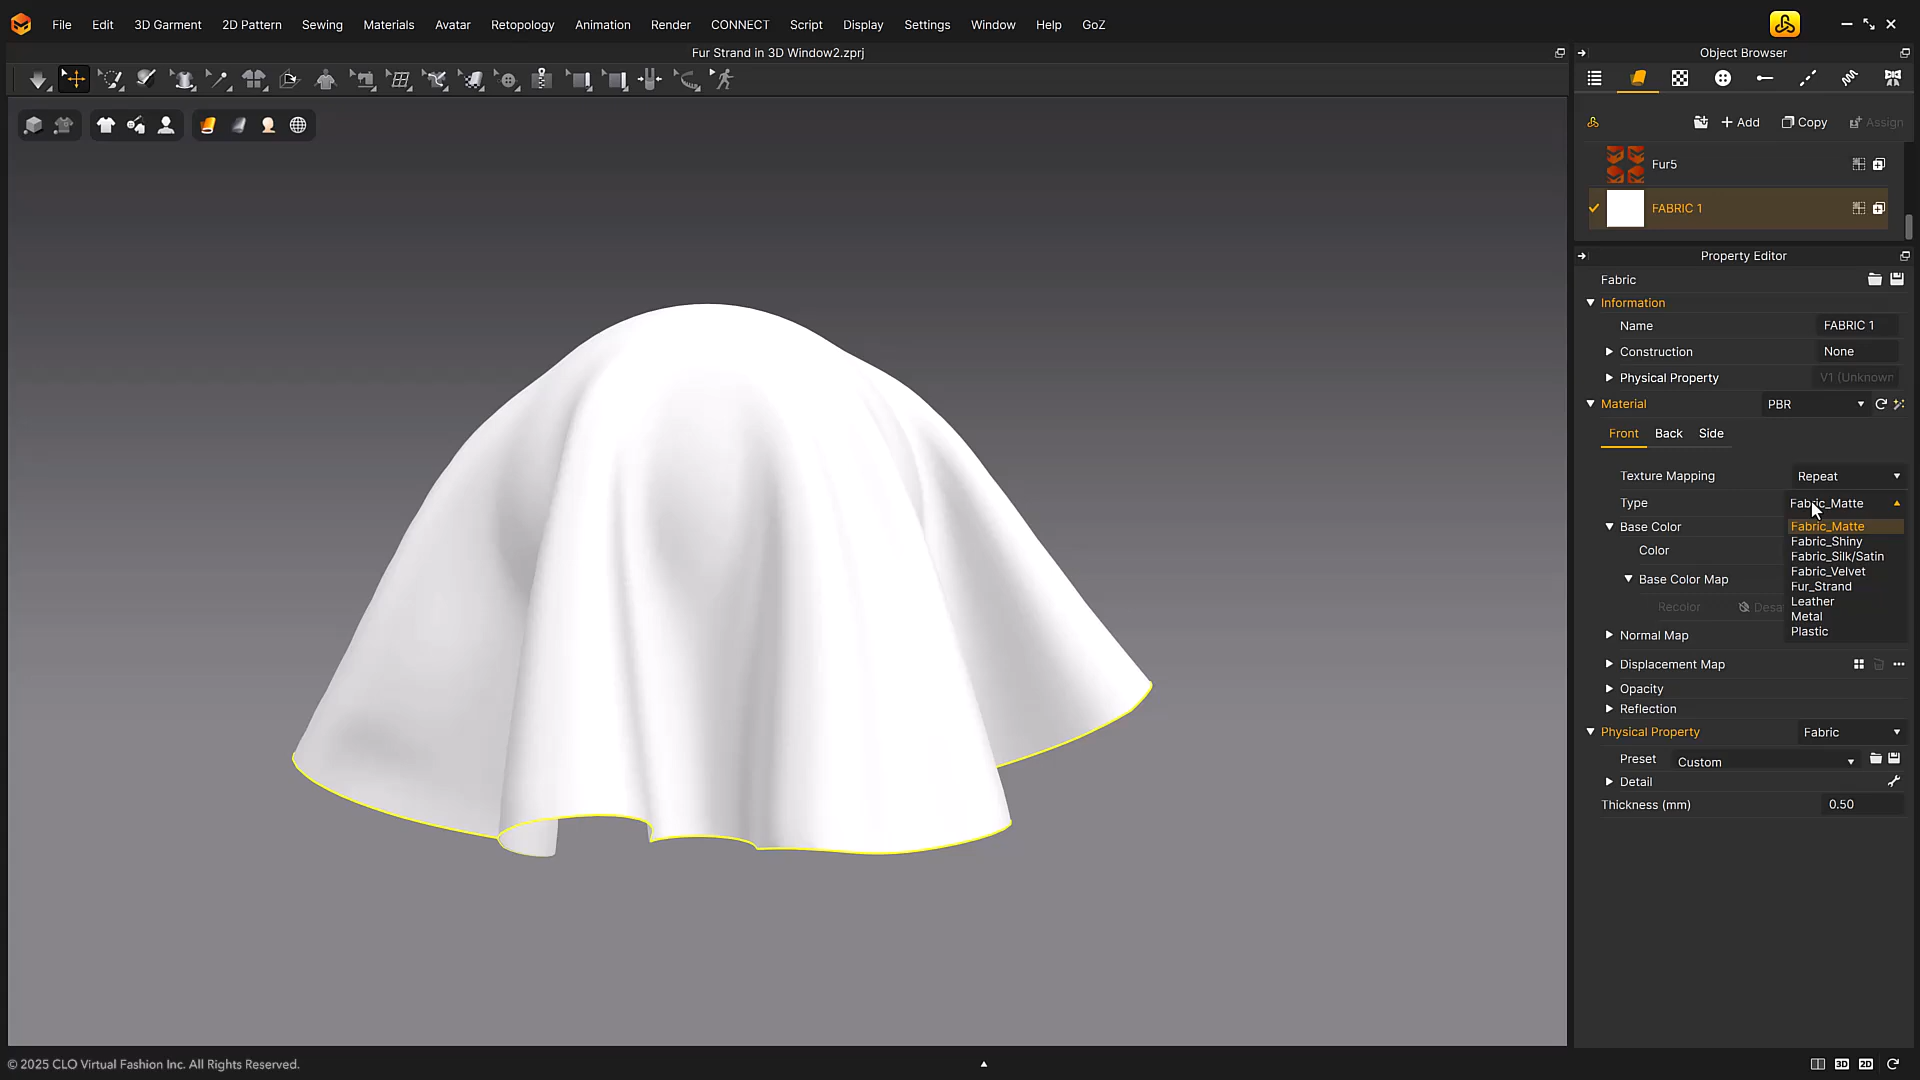 File Edit 3D Garment 2D Pattern Sewing Materials Avatar Retopology Animation Render CONNECT Script Display Settings Window Help GoZ
Fur Strand in 3D Window2.zprj
Object Browser
Add Copy Assign
Fur5
FABRIC 1
Property Editor
Fabric
Information
Name FABRIC 1
Construction None
Physical Property V1 (Unknown
Material PBR
Front Back Side
Texture Mapping Repeat
Type Fabric_Matte
Base Color Fabric_Matte
Fabric_Shiny
Color Fabric_Silk/Satin
Fabric_Velvet
Base Color Map Fur_Strand
Recolor Desa Leather
Metal
Normal Map Plastic
Displacement Map
Opacity
Reflection
Physical Property Fabric
Preset Custom
Detail
Thickness (mm) 0.50
© 2025 CLO Virtual Fashion Inc. All Rights Reserved.
3D 2D